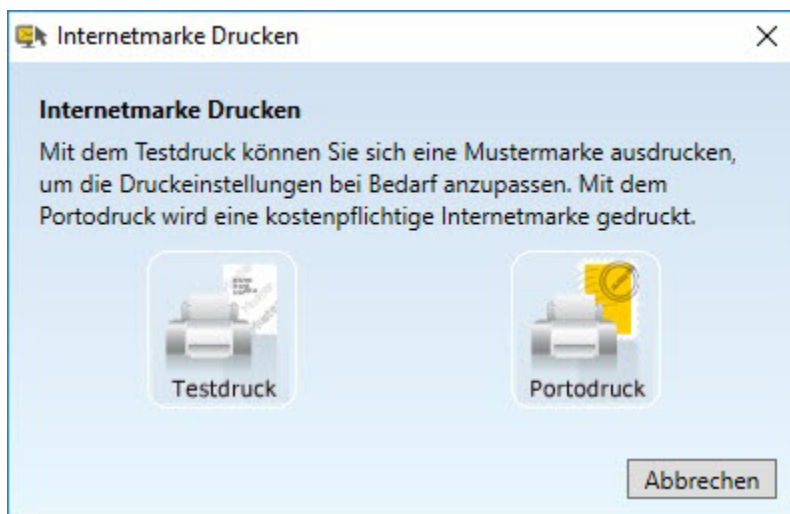 Internetmarke Drucken
Internetmarke Drucken
Mit dem Testdruck können Sie sich eine Mustermarke ausdrucken,
um die Druckeinstellungen bei Bedarf anzupassen. Mit dem
Portodruck wird eine kostenpflichtige Internetmarke gedruckt.
Testdruck
Portodruck
Abbrechen